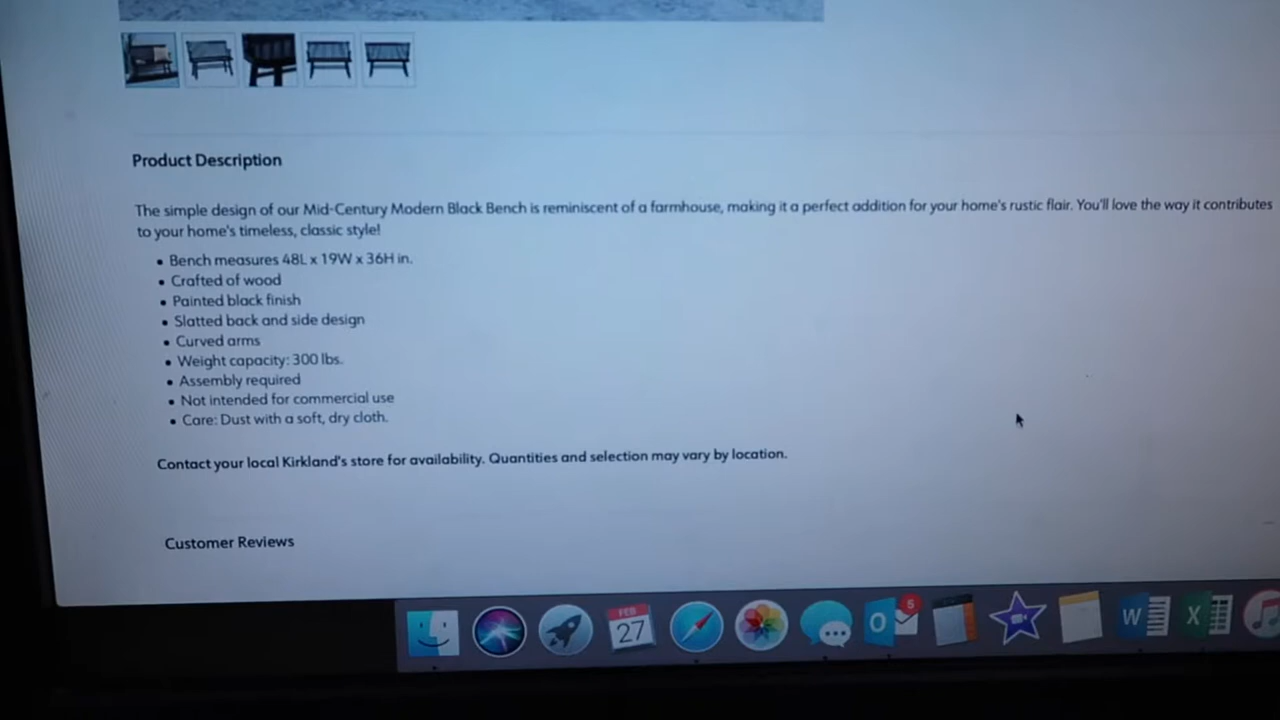 Product Description
The simple design of our Mid-Century Modern Black Bench is reminiscent of a farmhouse, making it a perfect addition for your home's rustic flair. You'll love the way it contributes
to your home's timeless, classic style!
• Bench measures 48L x 19W x 36H in.
• Crafted of wood
• Painted black finish
• Slatted back and side design
• Curved arms
• Weight capacity: 300 lbs.
• Assembly required
• Not intended for commercial use
• Care: Dust with a soft, dry cloth.
Contact your local Kirkland's store for availability. Quantities and selection may vary by location.
Customer Reviews
FEB
27
O
5
W
X